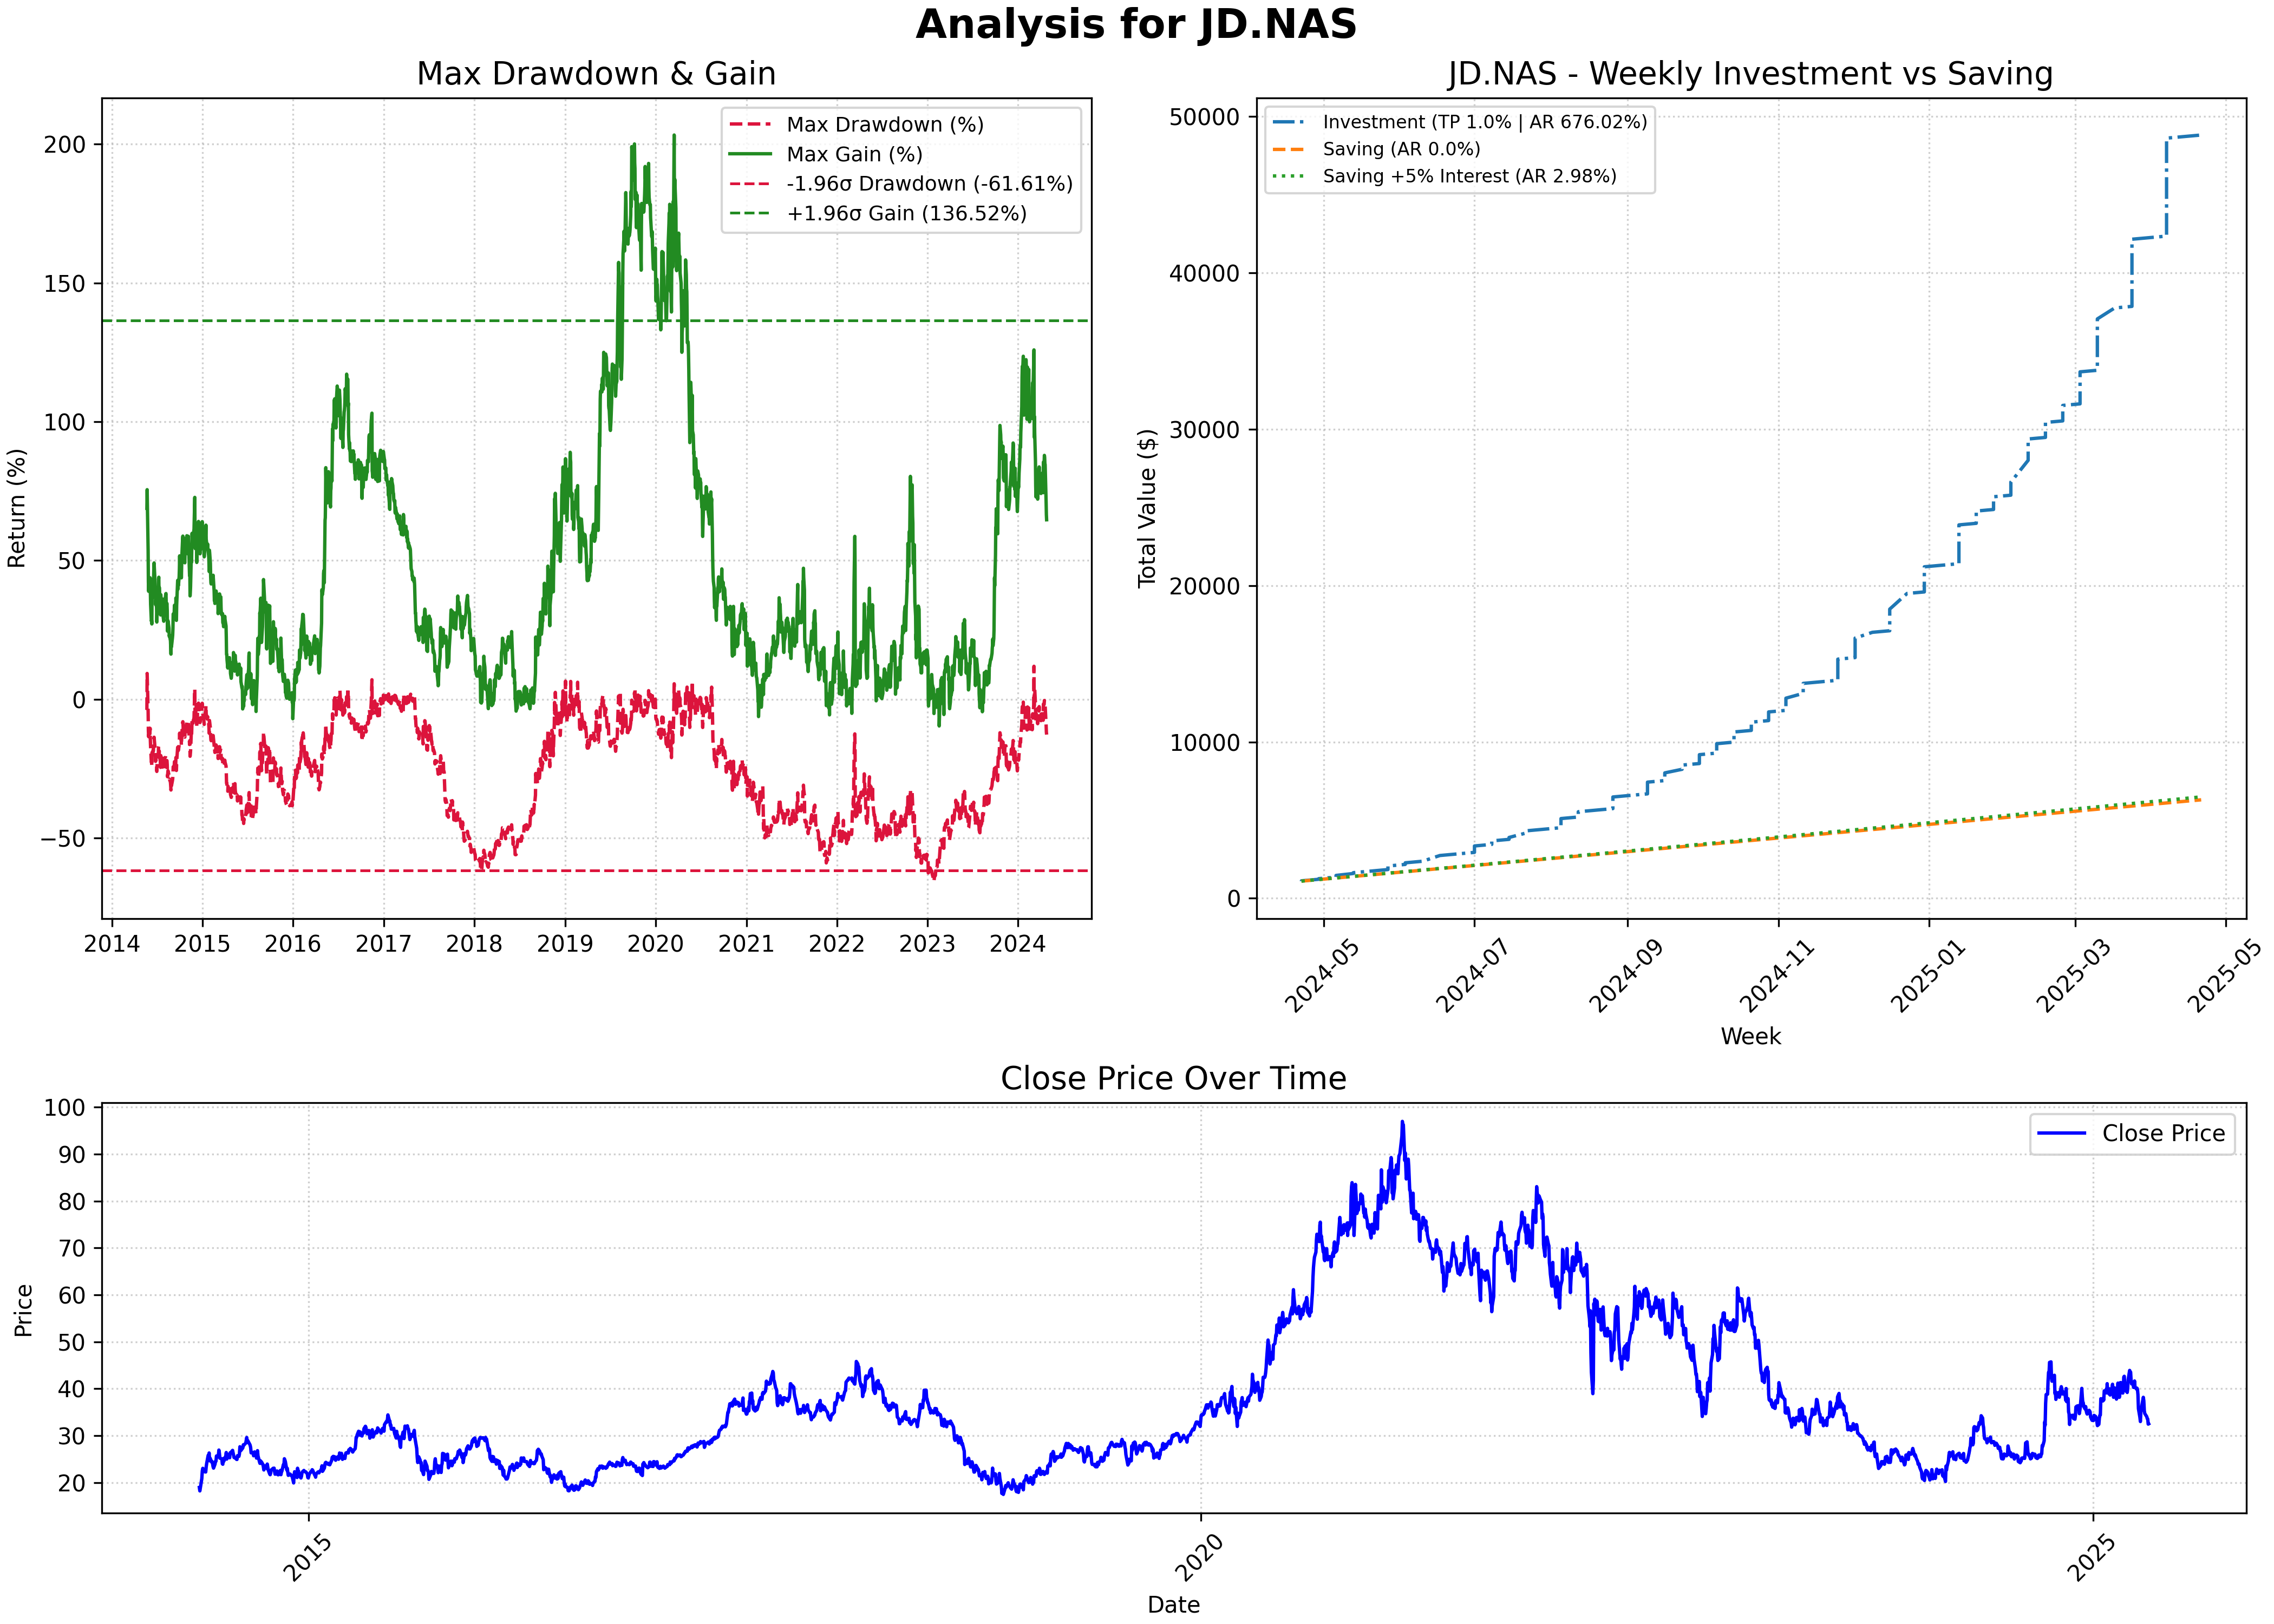 Analysis for JD.NAS
Max Drawdown & Gain
Return (%)
200
150
100
50
0
−50
2014 2015 2016 2017 2018 2019 2020 2021 2022 2023 2024
Max Drawdown (%)
Max Gain (%)
-1.96σ Drawdown (-61.61%)
+1.96σ Gain (136.52%)
JD.NAS - Weekly Investment vs Saving
Total Value ($)
50000
40000
30000
20000
10000
0
Investment (TP 1.0% | AR 676.02%)
Saving (AR 0.0%)
Saving +5% Interest (AR 2.98%)
2024-05 2024-07 2024-09 2024-11 2025-01 2025-03 2025-05
Week
Close Price Over Time
Price
100
90
80
70
60
50
40
30
20
Close Price
2015 2020 2025
Date